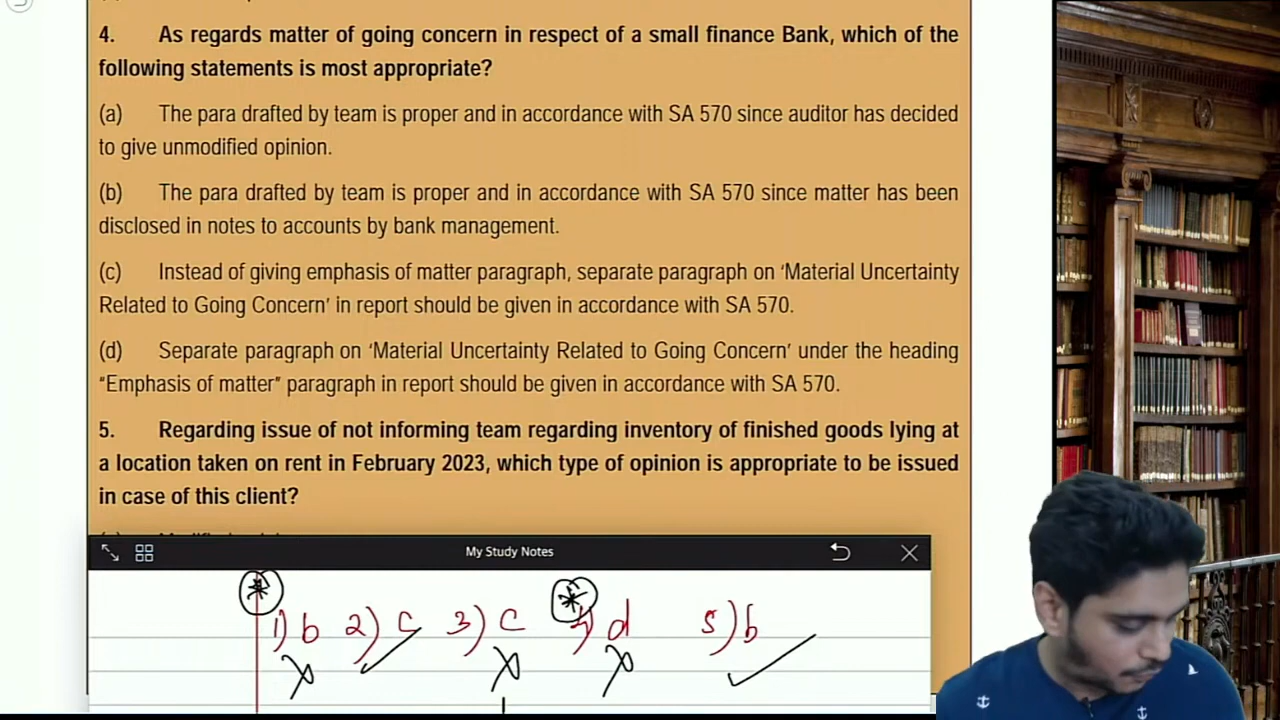 4. As regards matter of going concern in respect of a small finance Bank, which of the
following statements is most appropriate?
(a) The para drafted by team is proper and in accordance with SA 570 since auditor has decided
to give unmodified opinion.
(b) The para drafted by team is proper and in accordance with SA 570 since matter has been
disclosed in notes to accounts by bank management.
(c) Instead of giving emphasis of matter paragraph, separate paragraph on ‘Material Uncertainty
Related to Going Concern’ in report should be given in accordance with SA 570.
(d) Separate paragraph on ‘Material Uncertainty Related to Going Concern’ under the heading
“Emphasis of matter” paragraph in report should be given in accordance with SA 570.
5. Regarding issue of not informing team regarding inventory of finished goods lying at
a location taken on rent in February 2023, which type of opinion is appropriate to be issued
in case of this client?
My Study Notes
1) b 2) c 3) c 4) d 5) b